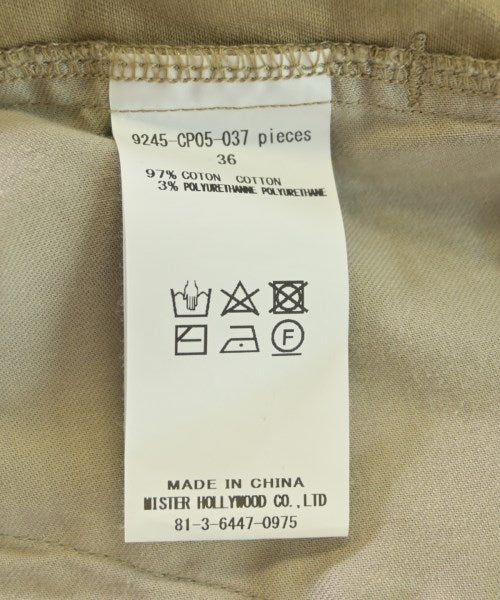 9245-CP05-037 pieces
36
97% COTON COTTON
3% POLYURETHANNE POLYURETHANE
F
MADE IN CHINA
MISTER HOLLYWOOD CO.,LTD
81-3-6447-0975